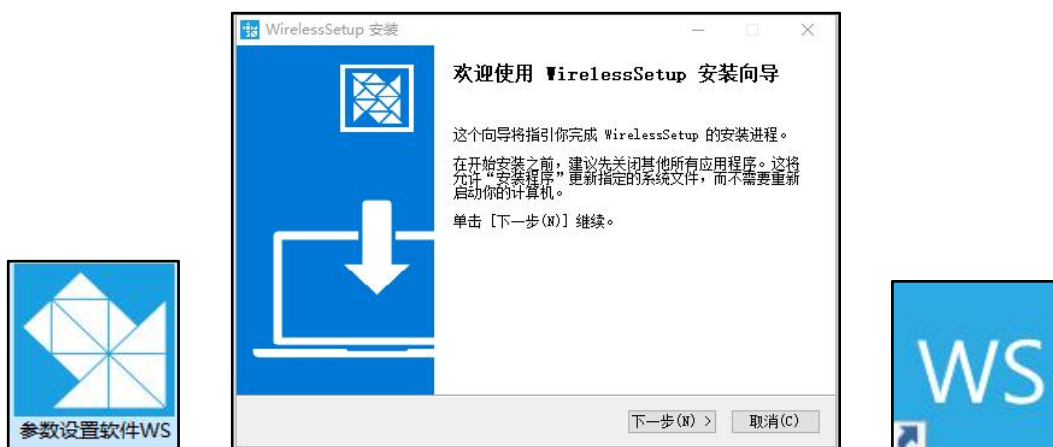 WirelessSetup 安装
欢迎使用 WirelessSetup 安装向导
这个向导将指引你完成 WirelessSetup 的安装进程。
在开始安装之前，建议先关闭其他所有应用程序。这将
允许“安装程序”更新指定的系统文件，而不需要重新
启动你的计算机。
单击 [下一步(N)] 继续。
下一步(N) >
取消(C)
参数设置软件WS
WS